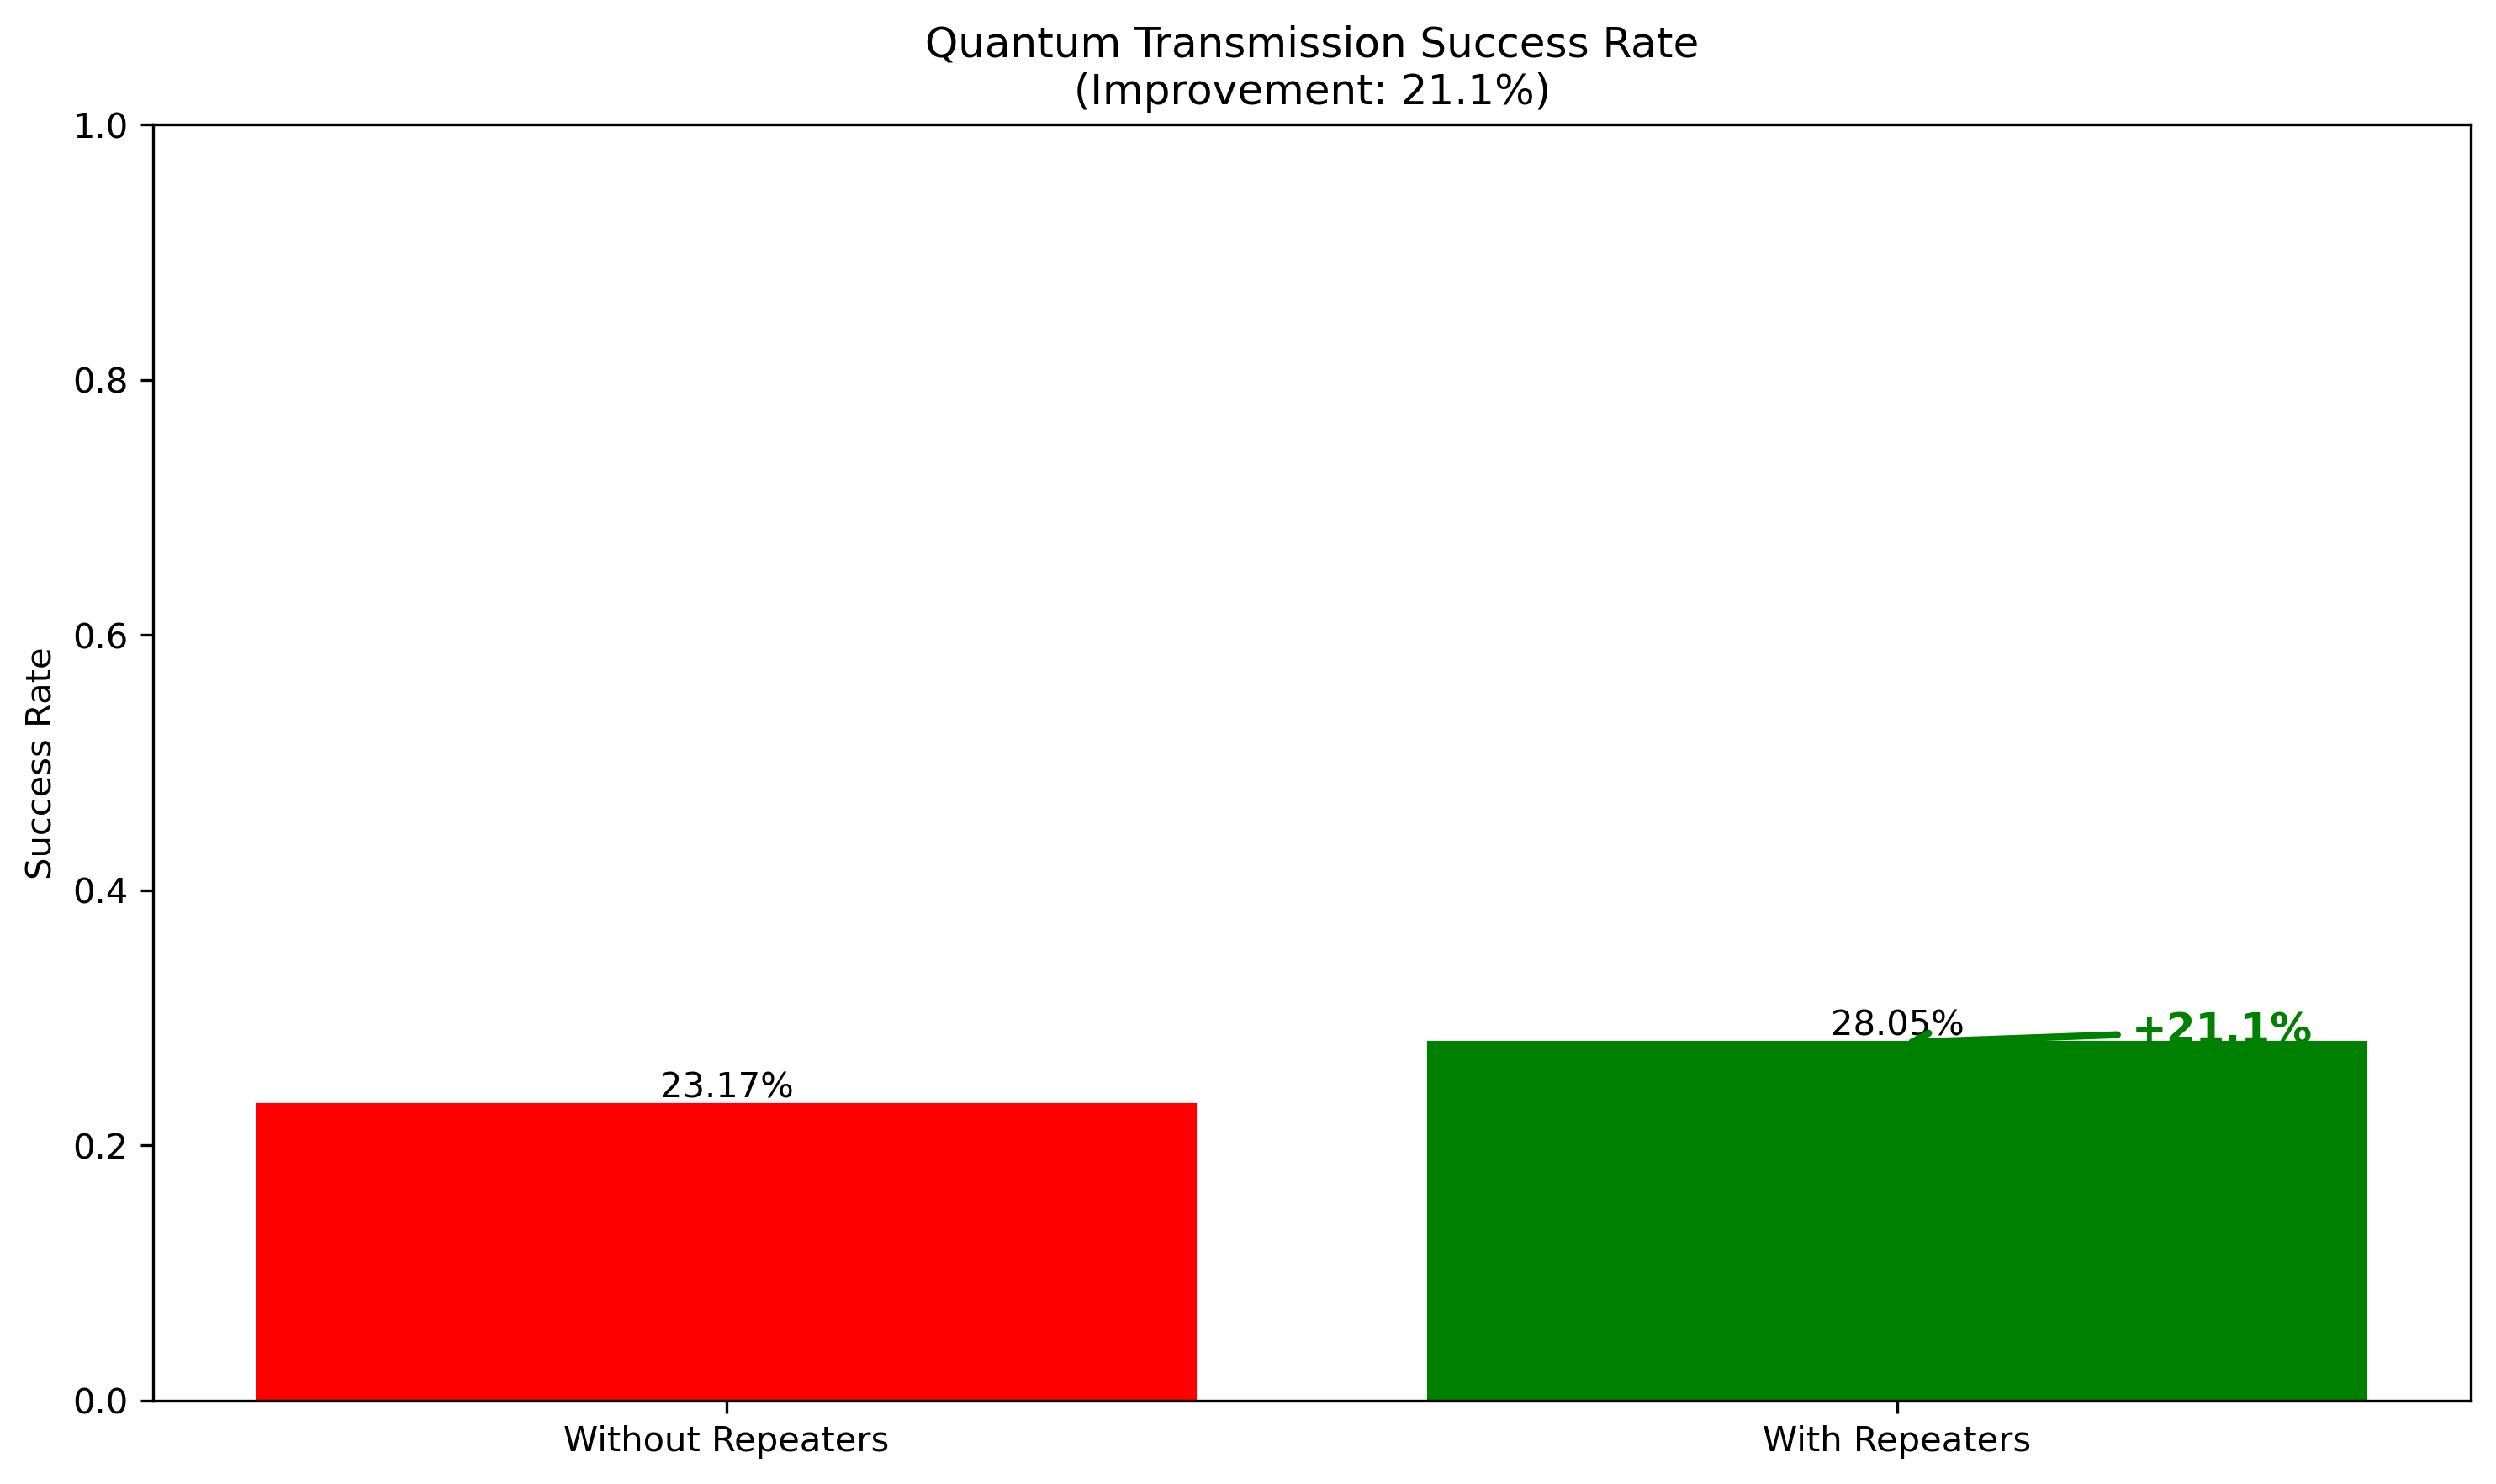 Quantum Transmission Success Rate
(Improvement: 21.1%)
1.0
0.8
0.6
0.4
0.2
0.0
Success Rate
23.17%
28.05%
+21.1%
Without Repeaters
With Repeaters